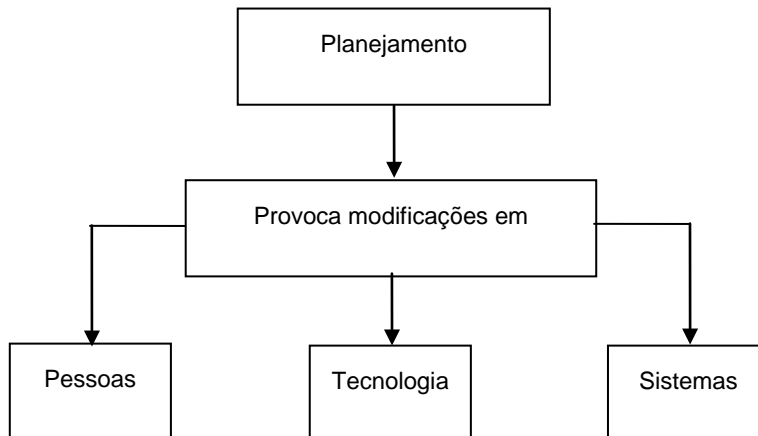 Planejamento
Provoca modificações em
Pessoas
Tecnologia
Sistemas